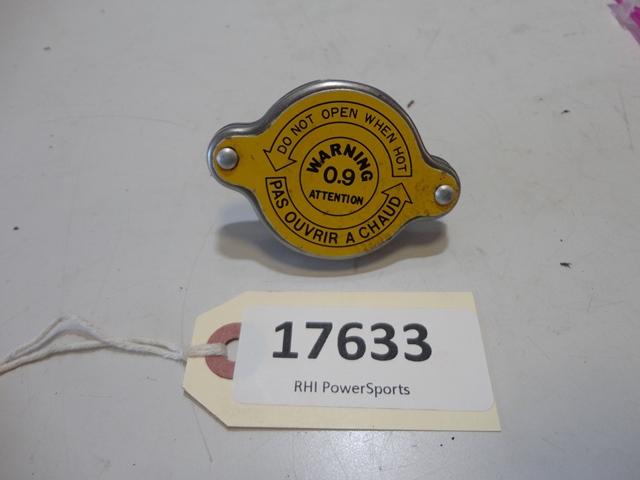 DO NOT OPEN WHEN HOT
WARNING
0.9
ATTENTION
PAS OUVRIR A CHAUD
17633
RHI PowerSports